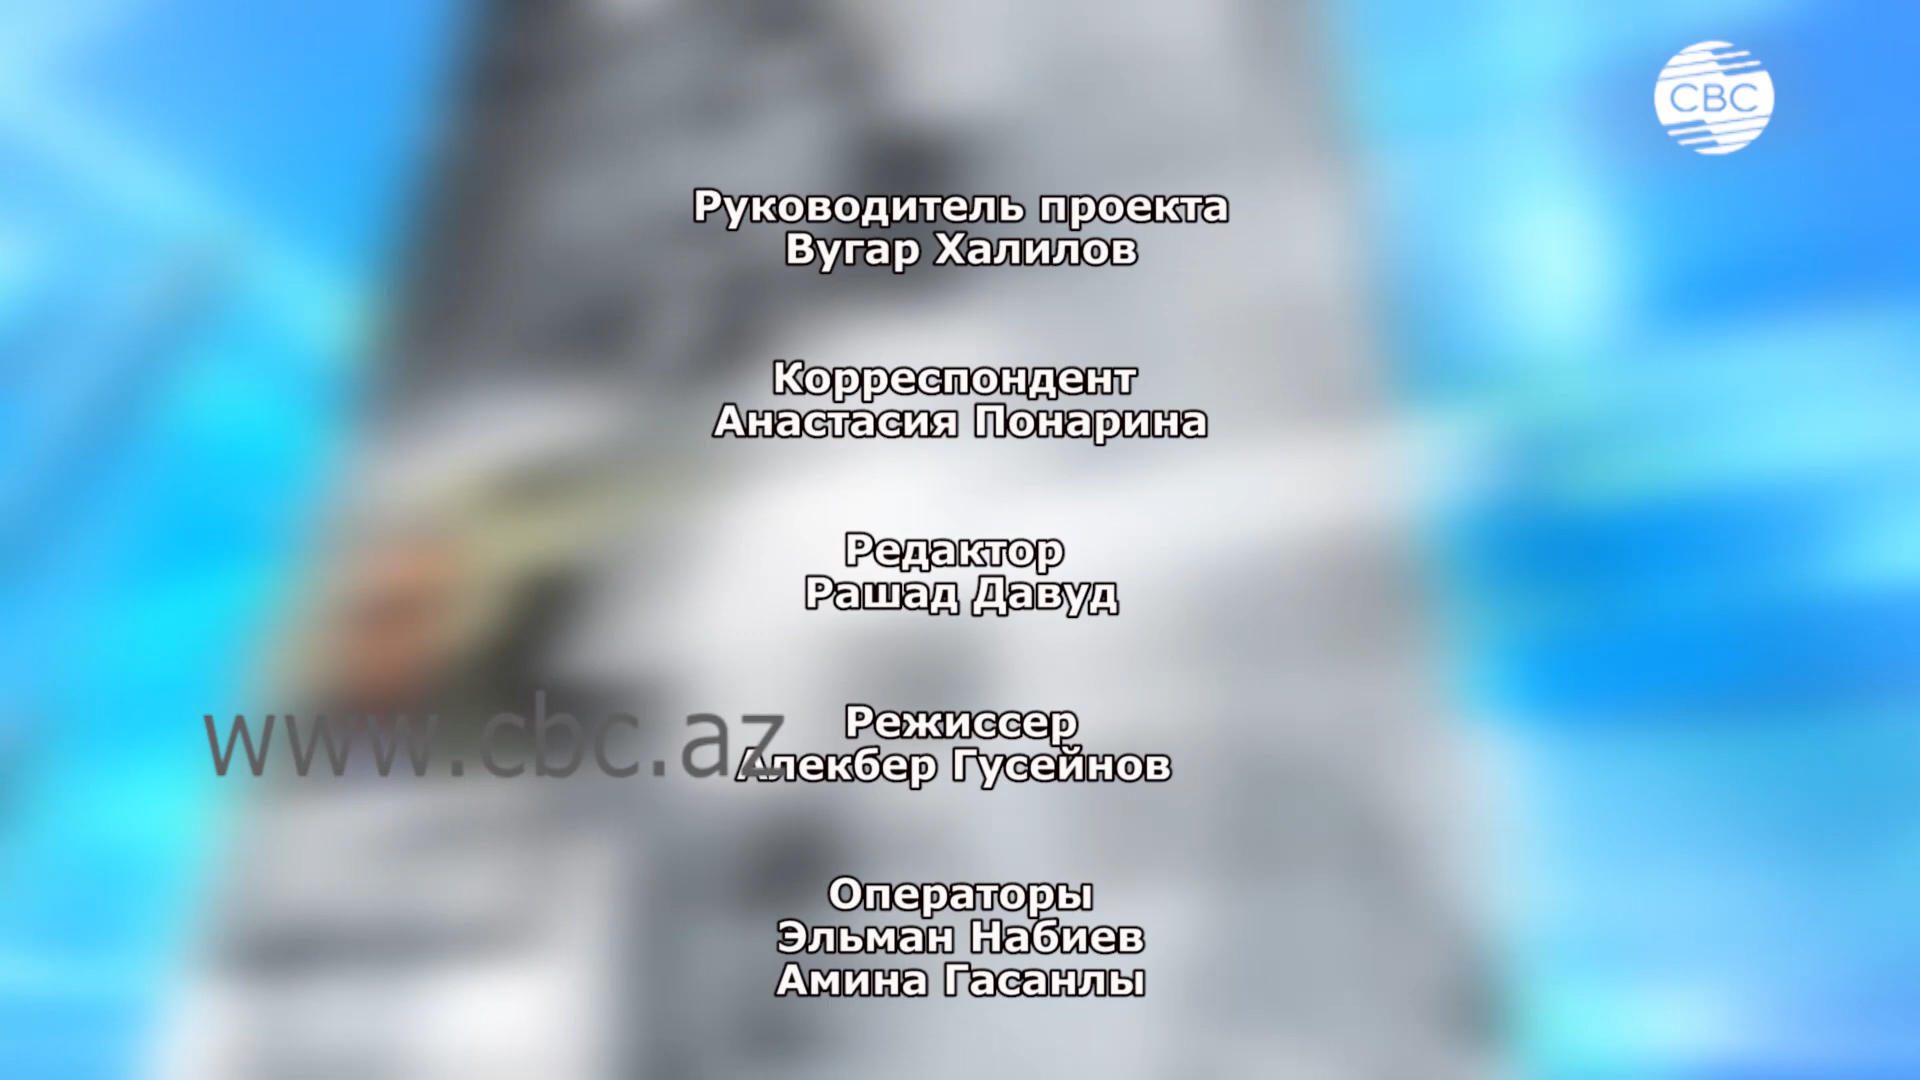 CBC
Руководитель проекта
Вугар Халилов
Корреспондент
Анастасия Понарина
Редактор
Рашад Давуд
www.cbc.az
Режиссер
Алекбер Гусейнов
Операторы
Эльман Набиев
Амина Гасанлы